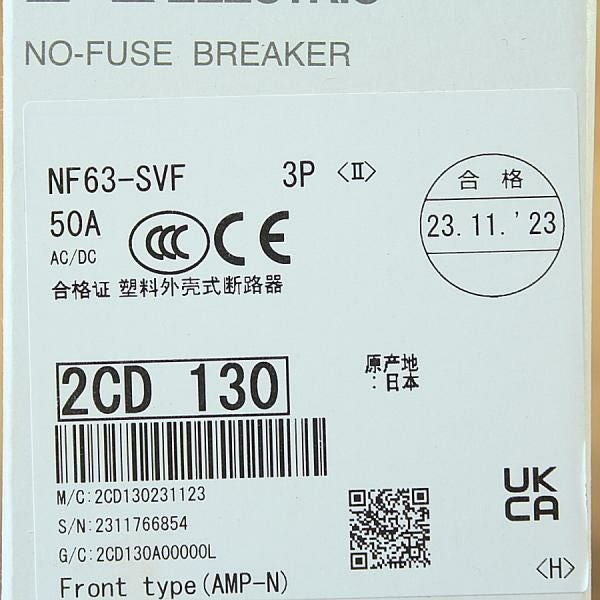 NO-FUSE BREAKER
NF63-SVF 3P 〈Ⅱ〉
50A
AC/DC
CCC CE
合格证 塑料外壳式断路器
合格
23.11.'23
2CD 130
原产地
:日本
M/C:2CD130231123
S/N:2311766854
G/C:2CD130A00000L
UK
CA
Front type(AMP-N)
〈H〉